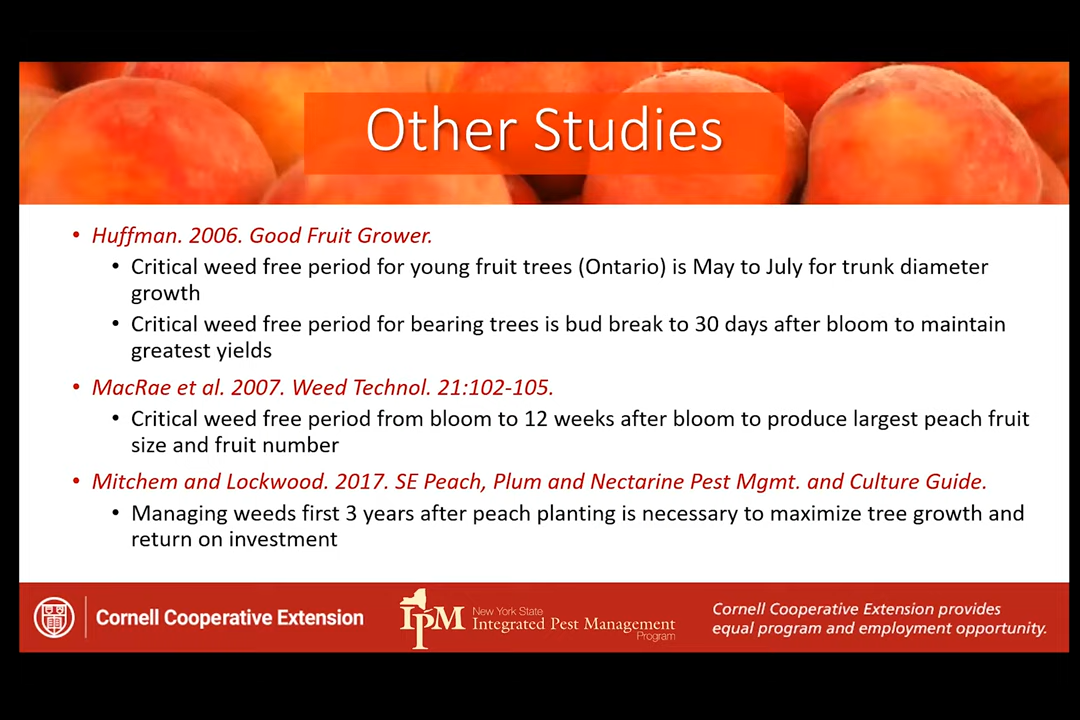 Other Studies
• Huffman. 2006. Good Fruit Grower.
• Critical weed free period for young fruit trees (Ontario) is May to July for trunk diameter
growth
• Critical weed free period for bearing trees is bud break to 30 days after bloom to maintain
greatest yields
• MacRae et al. 2007. Weed Technol. 21:102-105.
• Critical weed free period from bloom to 12 weeks after bloom to produce largest peach fruit
size and fruit number
• Mitchem and Lockwood. 2017. SE Peach, Plum and Nectarine Pest Mgmt. and Culture Guide.
• Managing weeds first 3 years after peach planting is necessary to maximize tree growth and
return on investment
Cornell Cooperative Extension
IPM
New York State
Integrated Pest Management
Program
Cornell Cooperative Extension provides
equal program and employment opportunity.